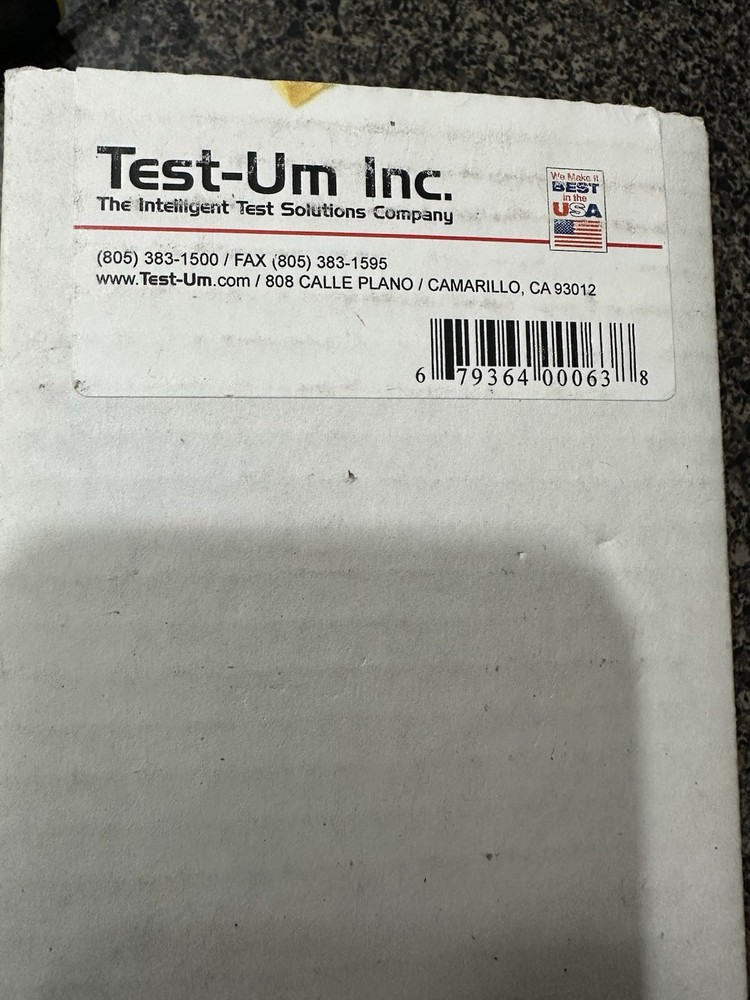 Test-Um Inc.
The Intelligent Test Solutions Company
We Make it
BEST
in the
USA
(805) 383-1500 / FAX (805) 383-1595
www.Test-Um.com / 808 CALLE PLANO / CAMARILLO, CA 93012
6 79364 00063 8